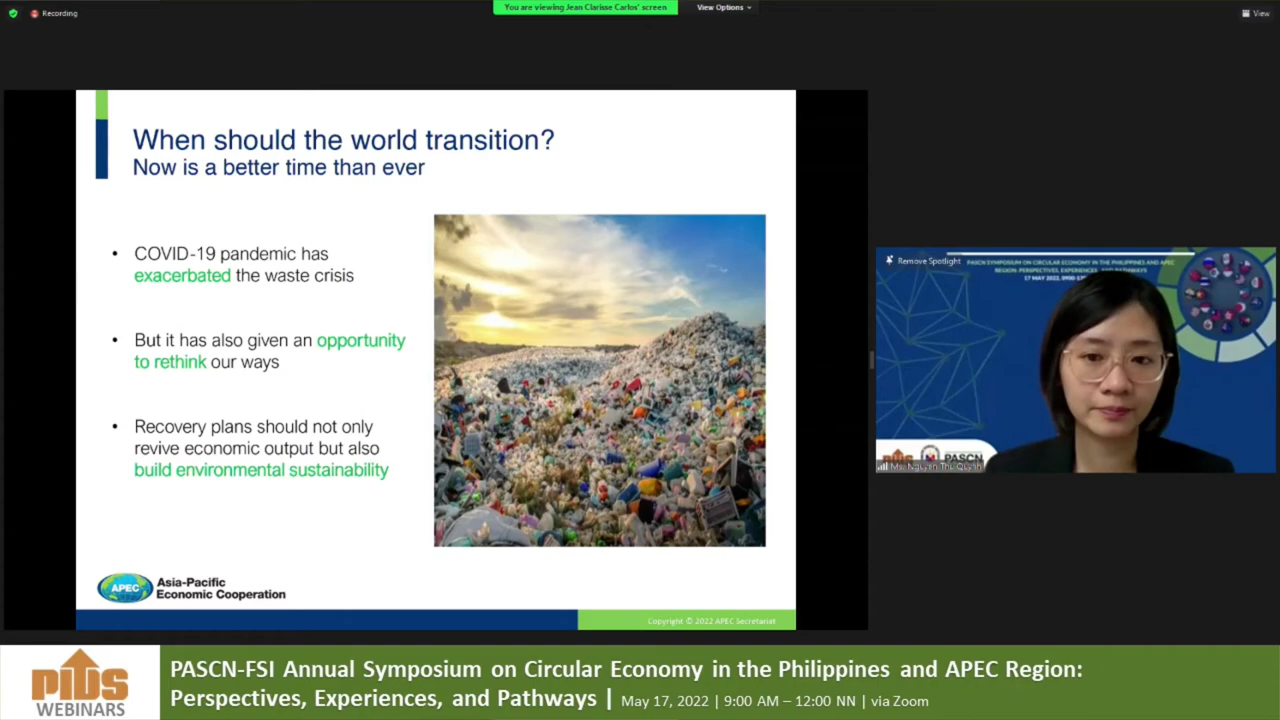 Recording
You are viewing Jean Clarisse Carlos' screen
View Options
View
When should the world transition?
Now is a better time than ever
• COVID-19 pandemic has
exacerbated the waste crisis
• But it has also given an opportunity
to rethink our ways
• Recovery plans should not only
revive economic output but also
build environmental sustainability
APEC
Asia-Pacific
Economic Cooperation
Copyright © 2022 APEC Secretariat
Remove Spotlight
PASCN SYMPOSIUM ON CIRCULAR ECONOMY IN THE PHILIPPINES AND APEC
REGION: PERSPECTIVES, EXPERIENCES, AND PATHWAYS
PASCN
Ms. Nguyen Thu Quynh
PIDS
WEBINARS
PASCN-FSI Annual Symposium on Circular Economy in the Philippines and APEC Region:
Perspectives, Experiences, and Pathways | May 17, 2022 | 9:00 AM – 12:00 NN | via Zoom